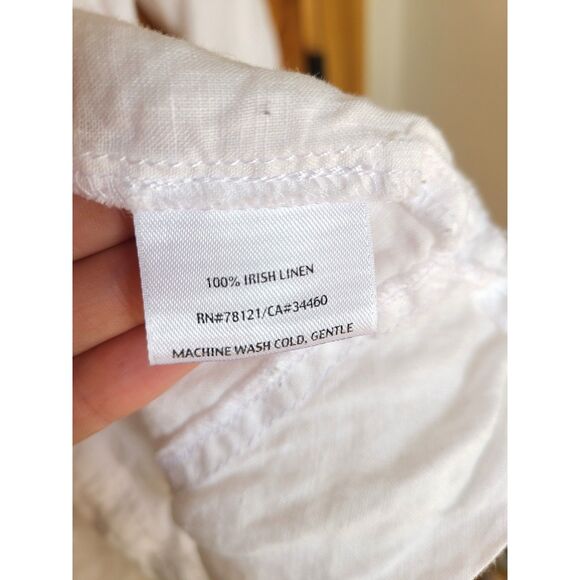 100% IRISH LINEN
RN#78121/CA#34460
MACHINE WASH COLD, GENTLE